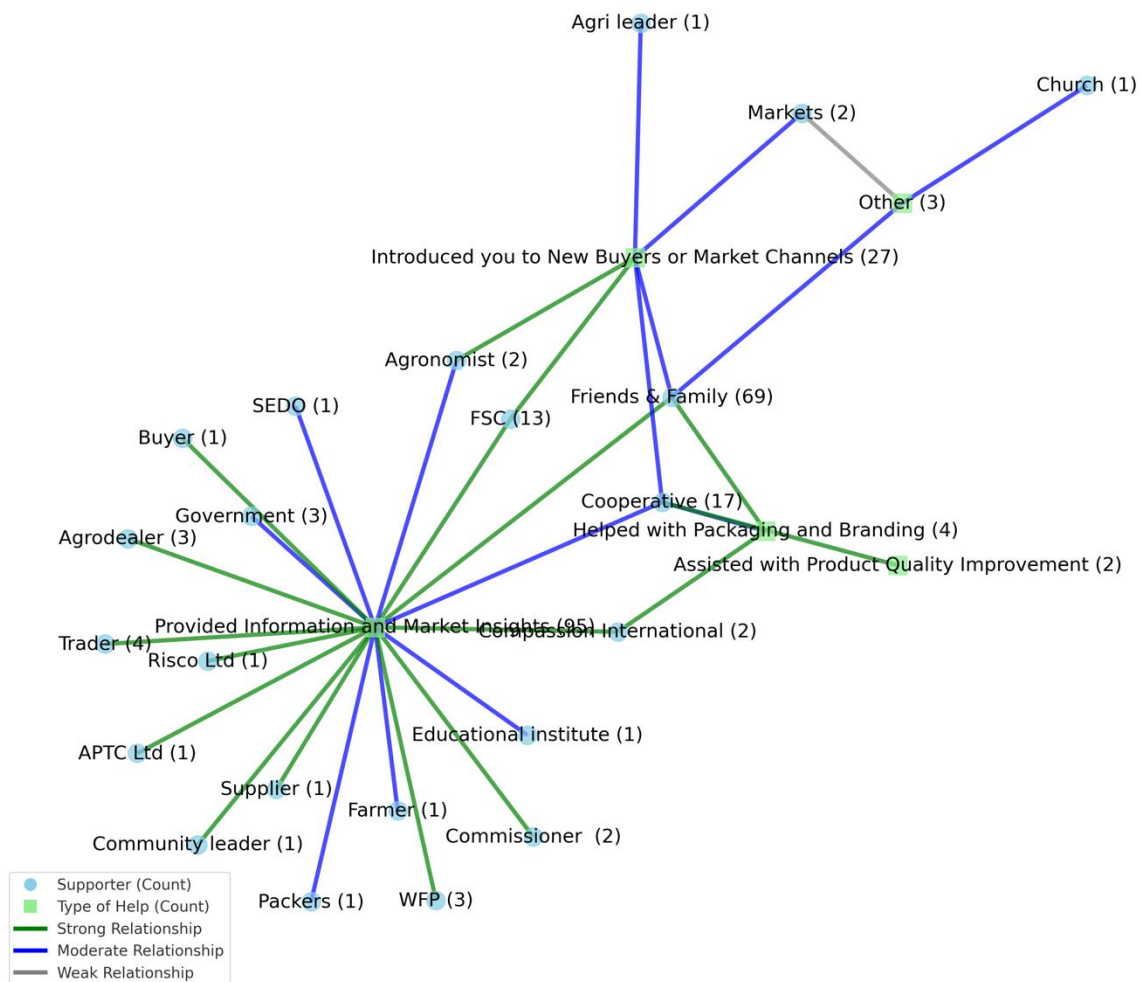 Agri leader (1)
Church (1)
Markets (2)
Other (3)
Introduced you to New Buyers or Market Channels (27)
Agronomist (2)
Friends & Family (69)
SEDO (1)
FSC (13)
Buyer (1)
Cooperative (17)
Government (3)
Helped with Packaging and Branding (4)
Agrodealer (3)
Assisted with Product Quality Improvement (2)
Provided Information and Market Insights (95)
Compassion International (2)
Trader (4)
Risco Ltd (1)
Educational institute (1)
APTC Ltd (1)
Supplier (1)
Farmer (1)
Commissioner  (2)
Community leader (1)
Packers (1)
WFP (3)
Supporter (Count)
Type of Help (Count)
Strong Relationship
Moderate Relationship
Weak Relationship